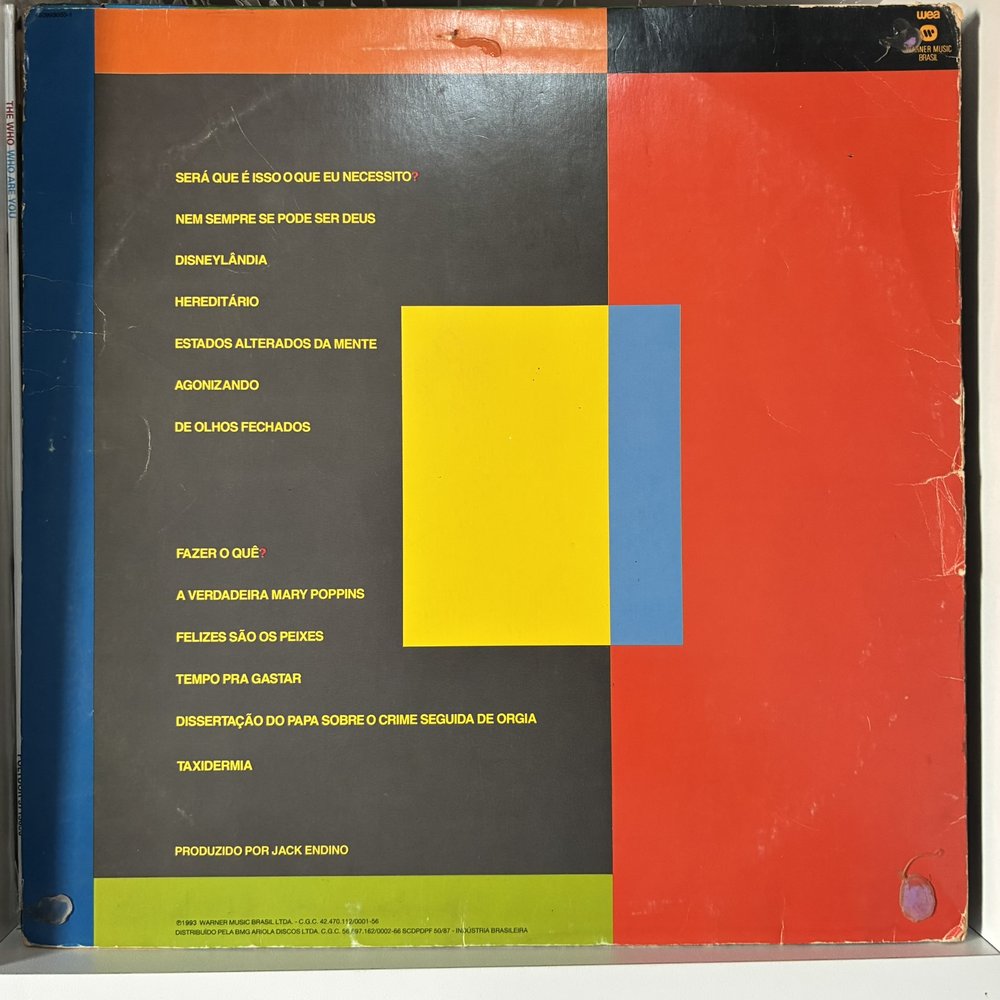 wea
WARNER MUSIC
BRASIL
THE WHO WHO ARE YOU
SERÁ QUE É ISSO O QUE EU NECESSITO?
NEM SEMPRE SE PODE SER DEUS
DISNEYLÂNDIA
HEREDITÁRIO
ESTADOS ALTERADOS DA MENTE
AGONIZANDO
DE OLHOS FECHADOS
FAZER O QUÊ?
A VERDADEIRA MARY POPPINS
FELIZES SÃO OS PEIXES
TEMPO PRA GASTAR
DISSERTAÇÃO DO PAPA SOBRE O CRIME SEGUIDA DE ORGIA
TAXIDERMIA
PRODUZIDO POR JACK ENDINO
℗1993 WARNER MUSIC BRASIL LTDA. - C.G.C. 42.470.112/0001-56
DISTRIBUÍDO PELA BMG ARIOLA DISCOS LTDA. C.G.C. 56.697.162/0002-66 SCDPDPF 50/87 - INDÚSTRIA BRASILEIRA